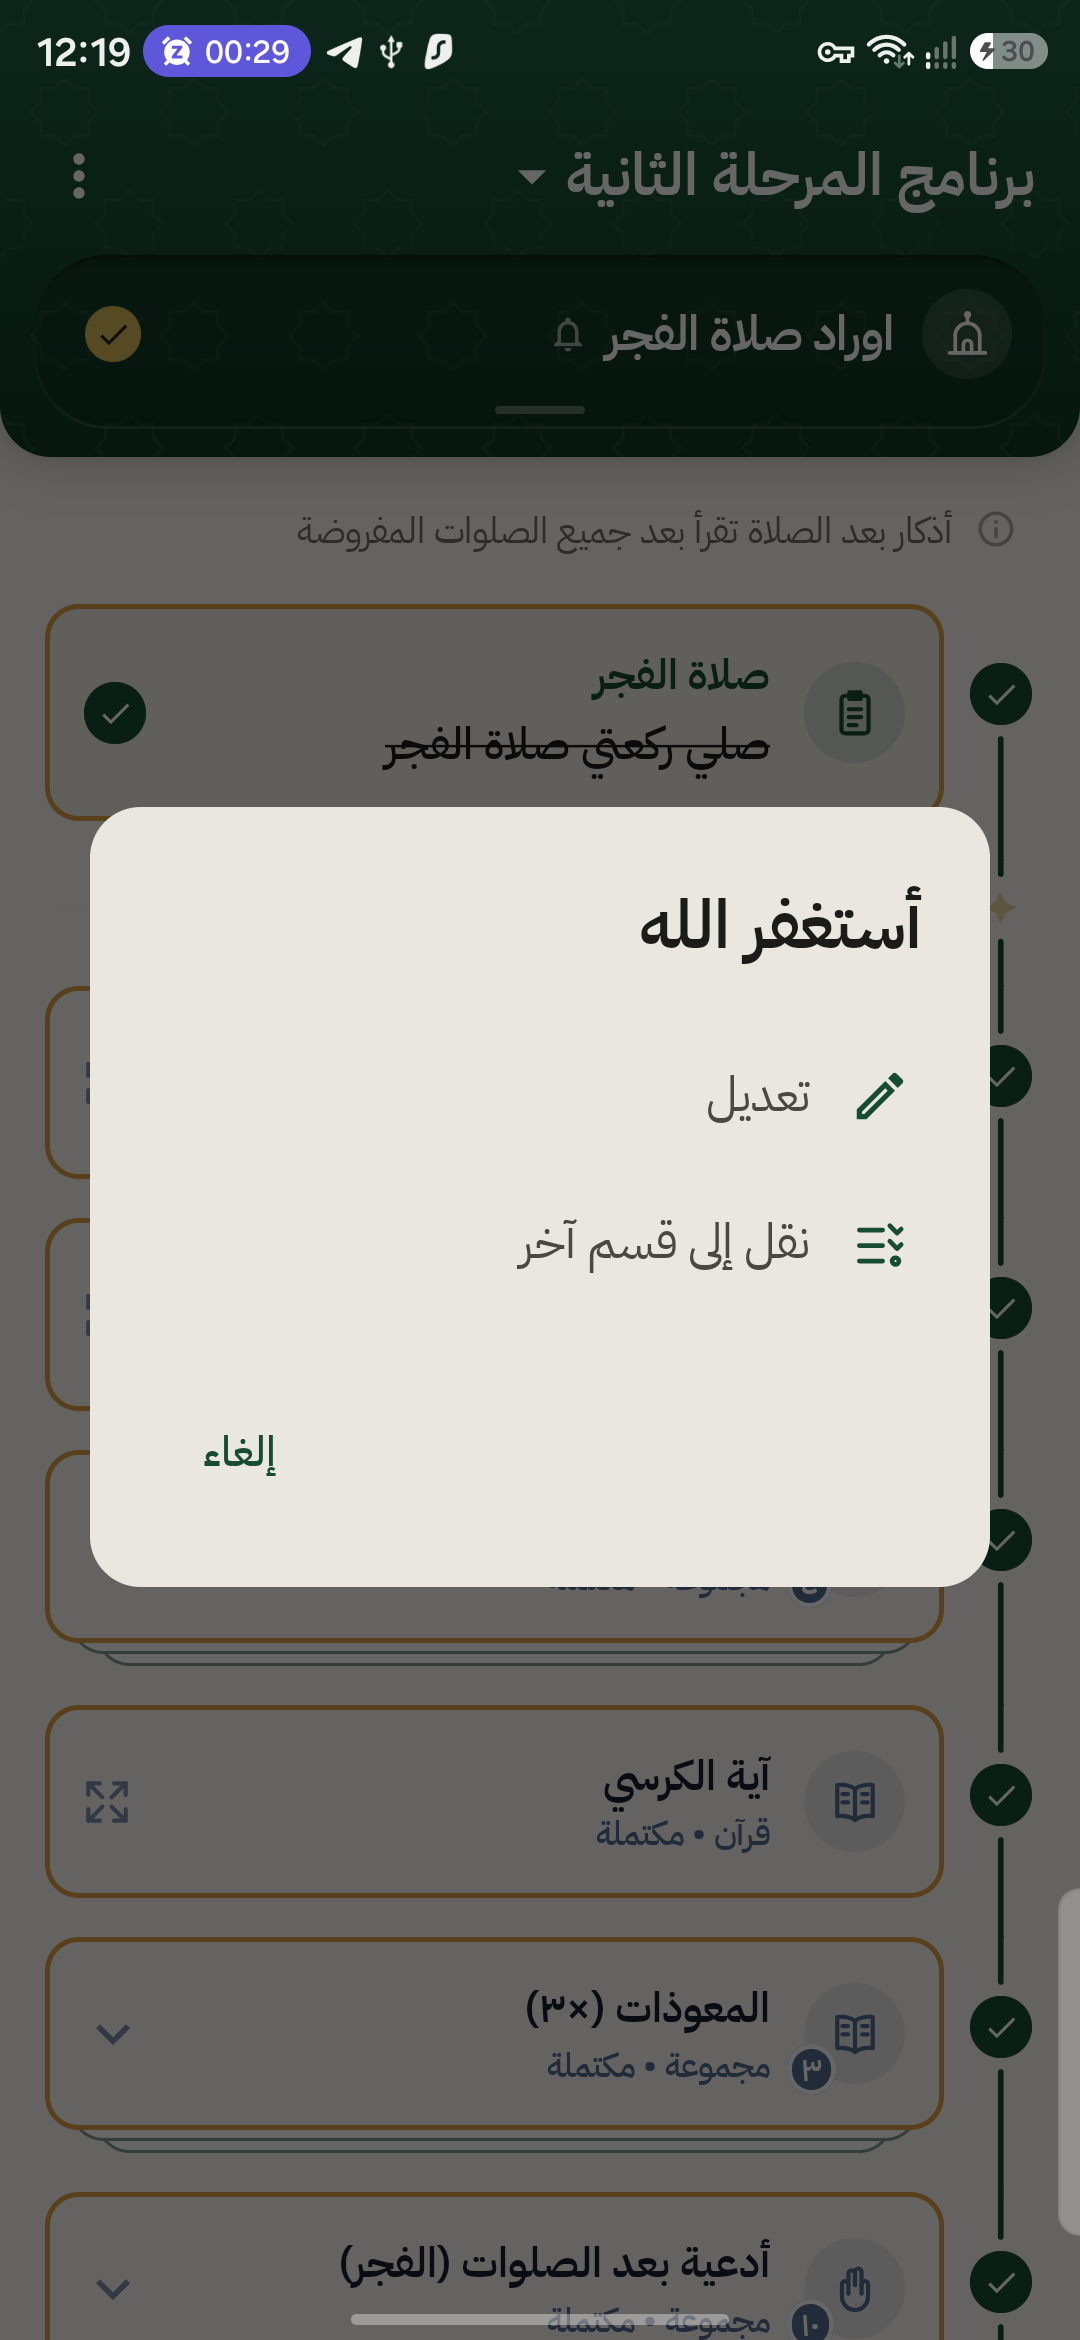 12:19
00:29
30
برنامج المرحلة الثانية
اوراد صلاة الفجر
أذكار بعد الصلاة تقرأ بعد جميع الصلوات المفروضة
صلاة الفجر
صلي ركعتي صلاة الفجر
أستغفر الله
تعديل
نقل إلى قسم آخر
إلغاء
آية الكرسي
قرآن • مكتملة
المعوذات (×٣)
٣
مجموعة • مكتملة
أدعية بعد الصلوات (الفجر)
١٠
مجموعة • مكتملة